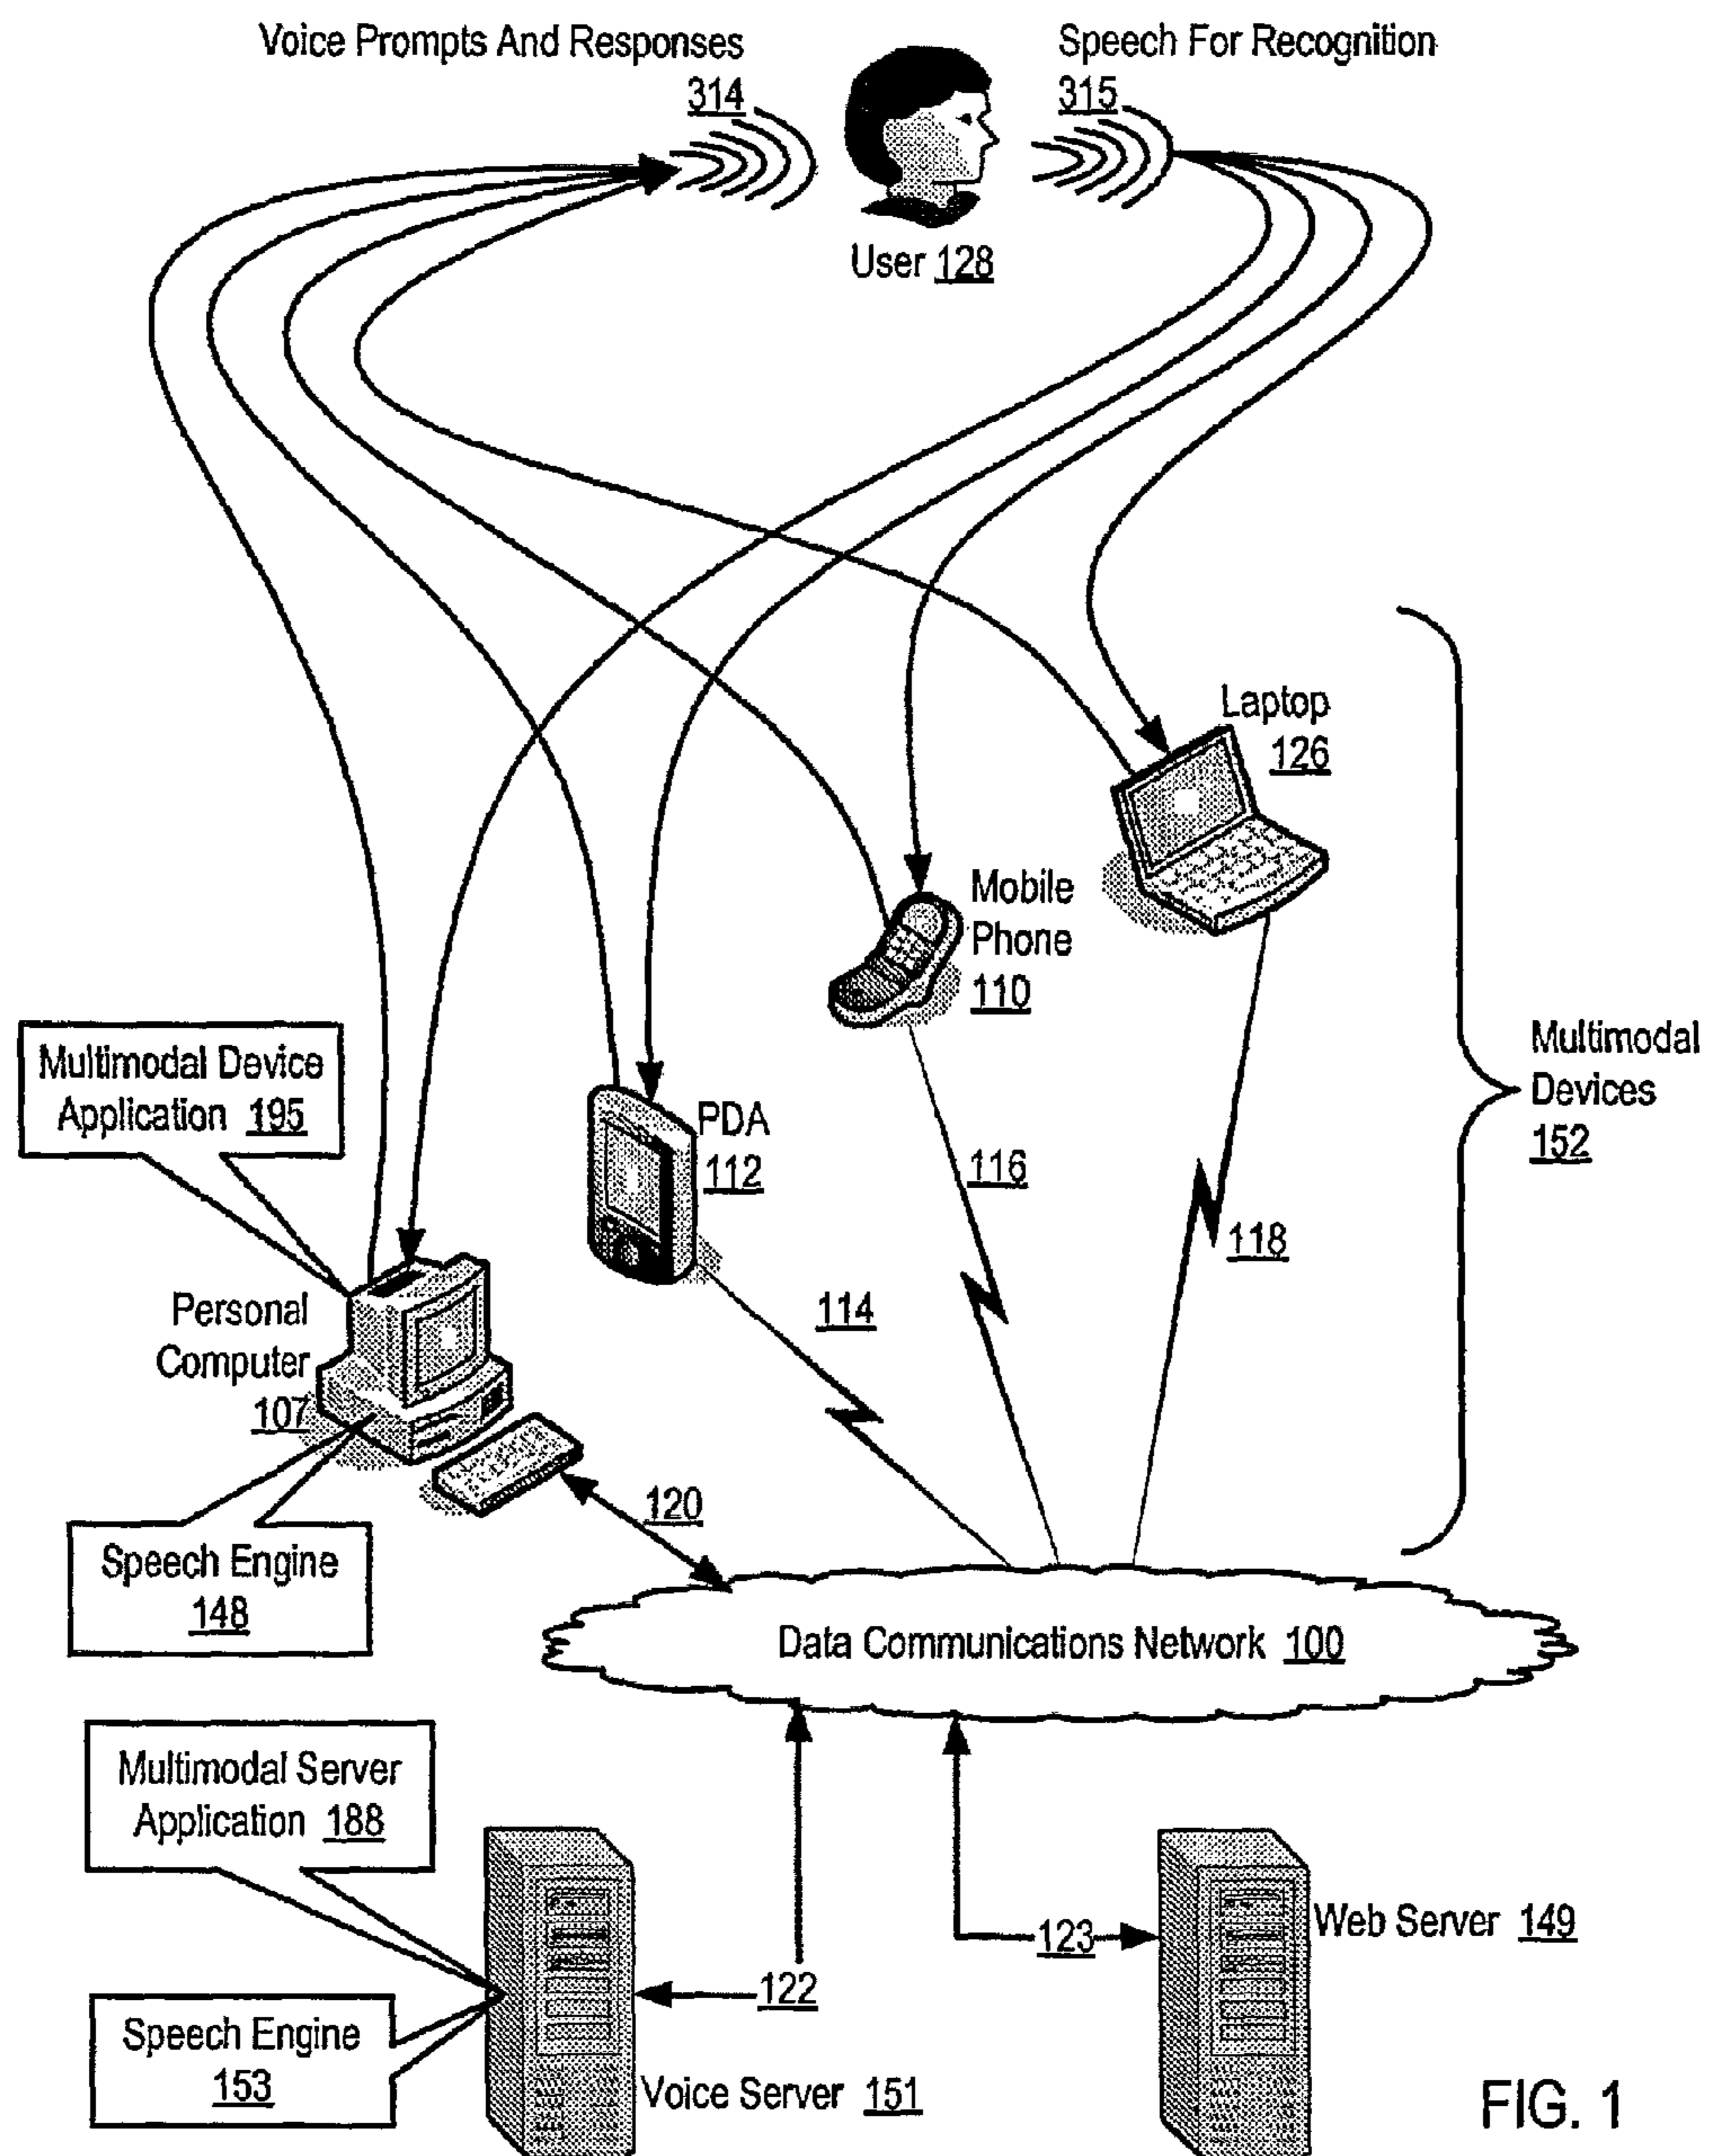 Voice Prompts And Responses
314
Speech For Recognition
315
User 128
Laptop
126
Mobile
Phone
110
Multimodal
Devices
152
Multimodal Device
Application 195
PDA
112
116
118
114
Personal
Computer
107
120
Speech Engine
148
Data Communications Network 100
Multimodal Server
Application 188
Web Server 149
123
122
Speech Engine
153
Voice Server 151
FIG. 1